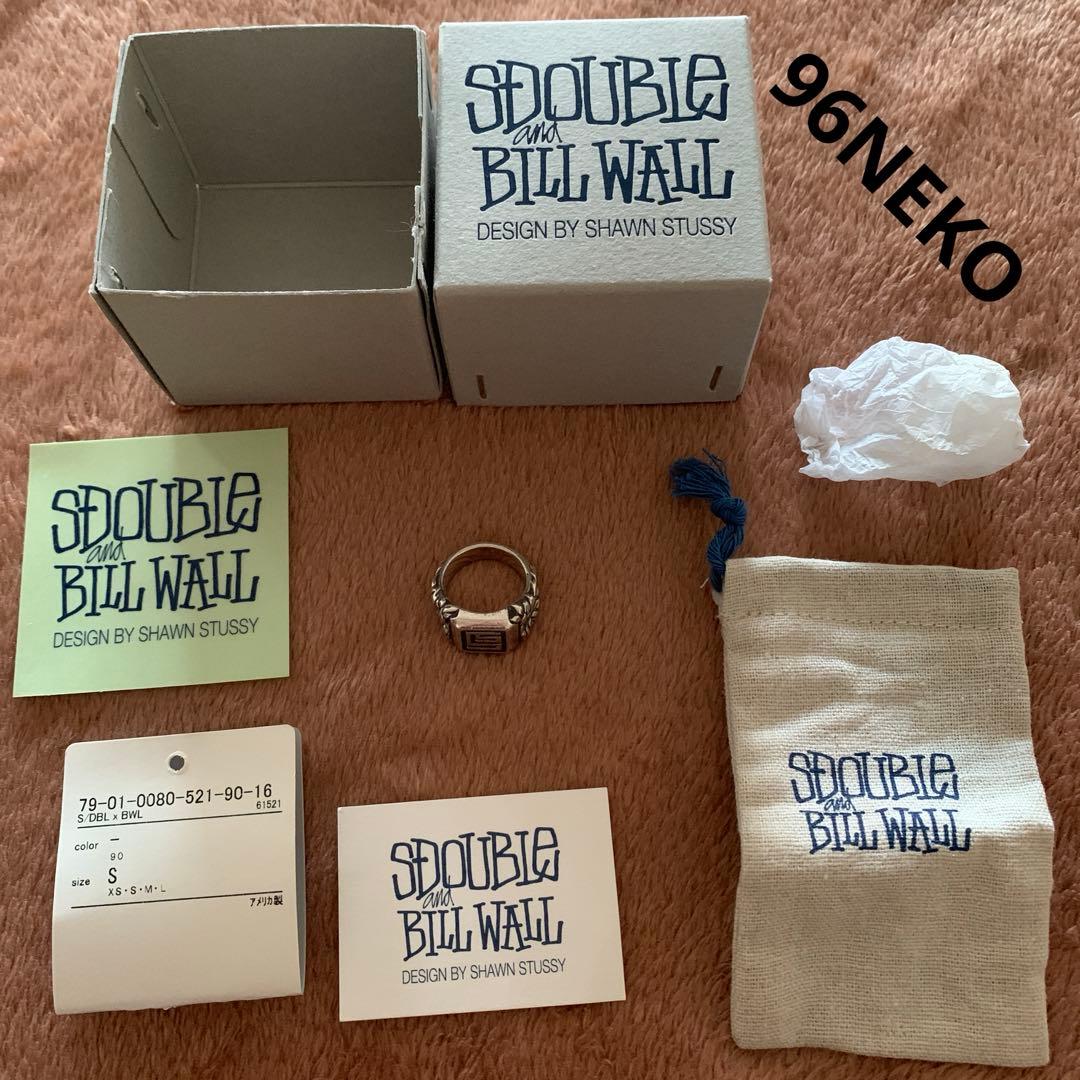 SDOUBLE
and
BILL WALL
DESIGN BY SHAWN STUSSY
96NEKO
SDOUBLE
and
BILL WALL
DESIGN BY SHAWN STUSSY
SDOUBLE
and
BILL WALL
79-01-0080-521-90-16
61521
S/DBL x BWL
color －
90
size S
XS・S・M・L
アメリカ製
SDOUBLE
and
BILL WALL
DESIGN BY SHAWN STUSSY